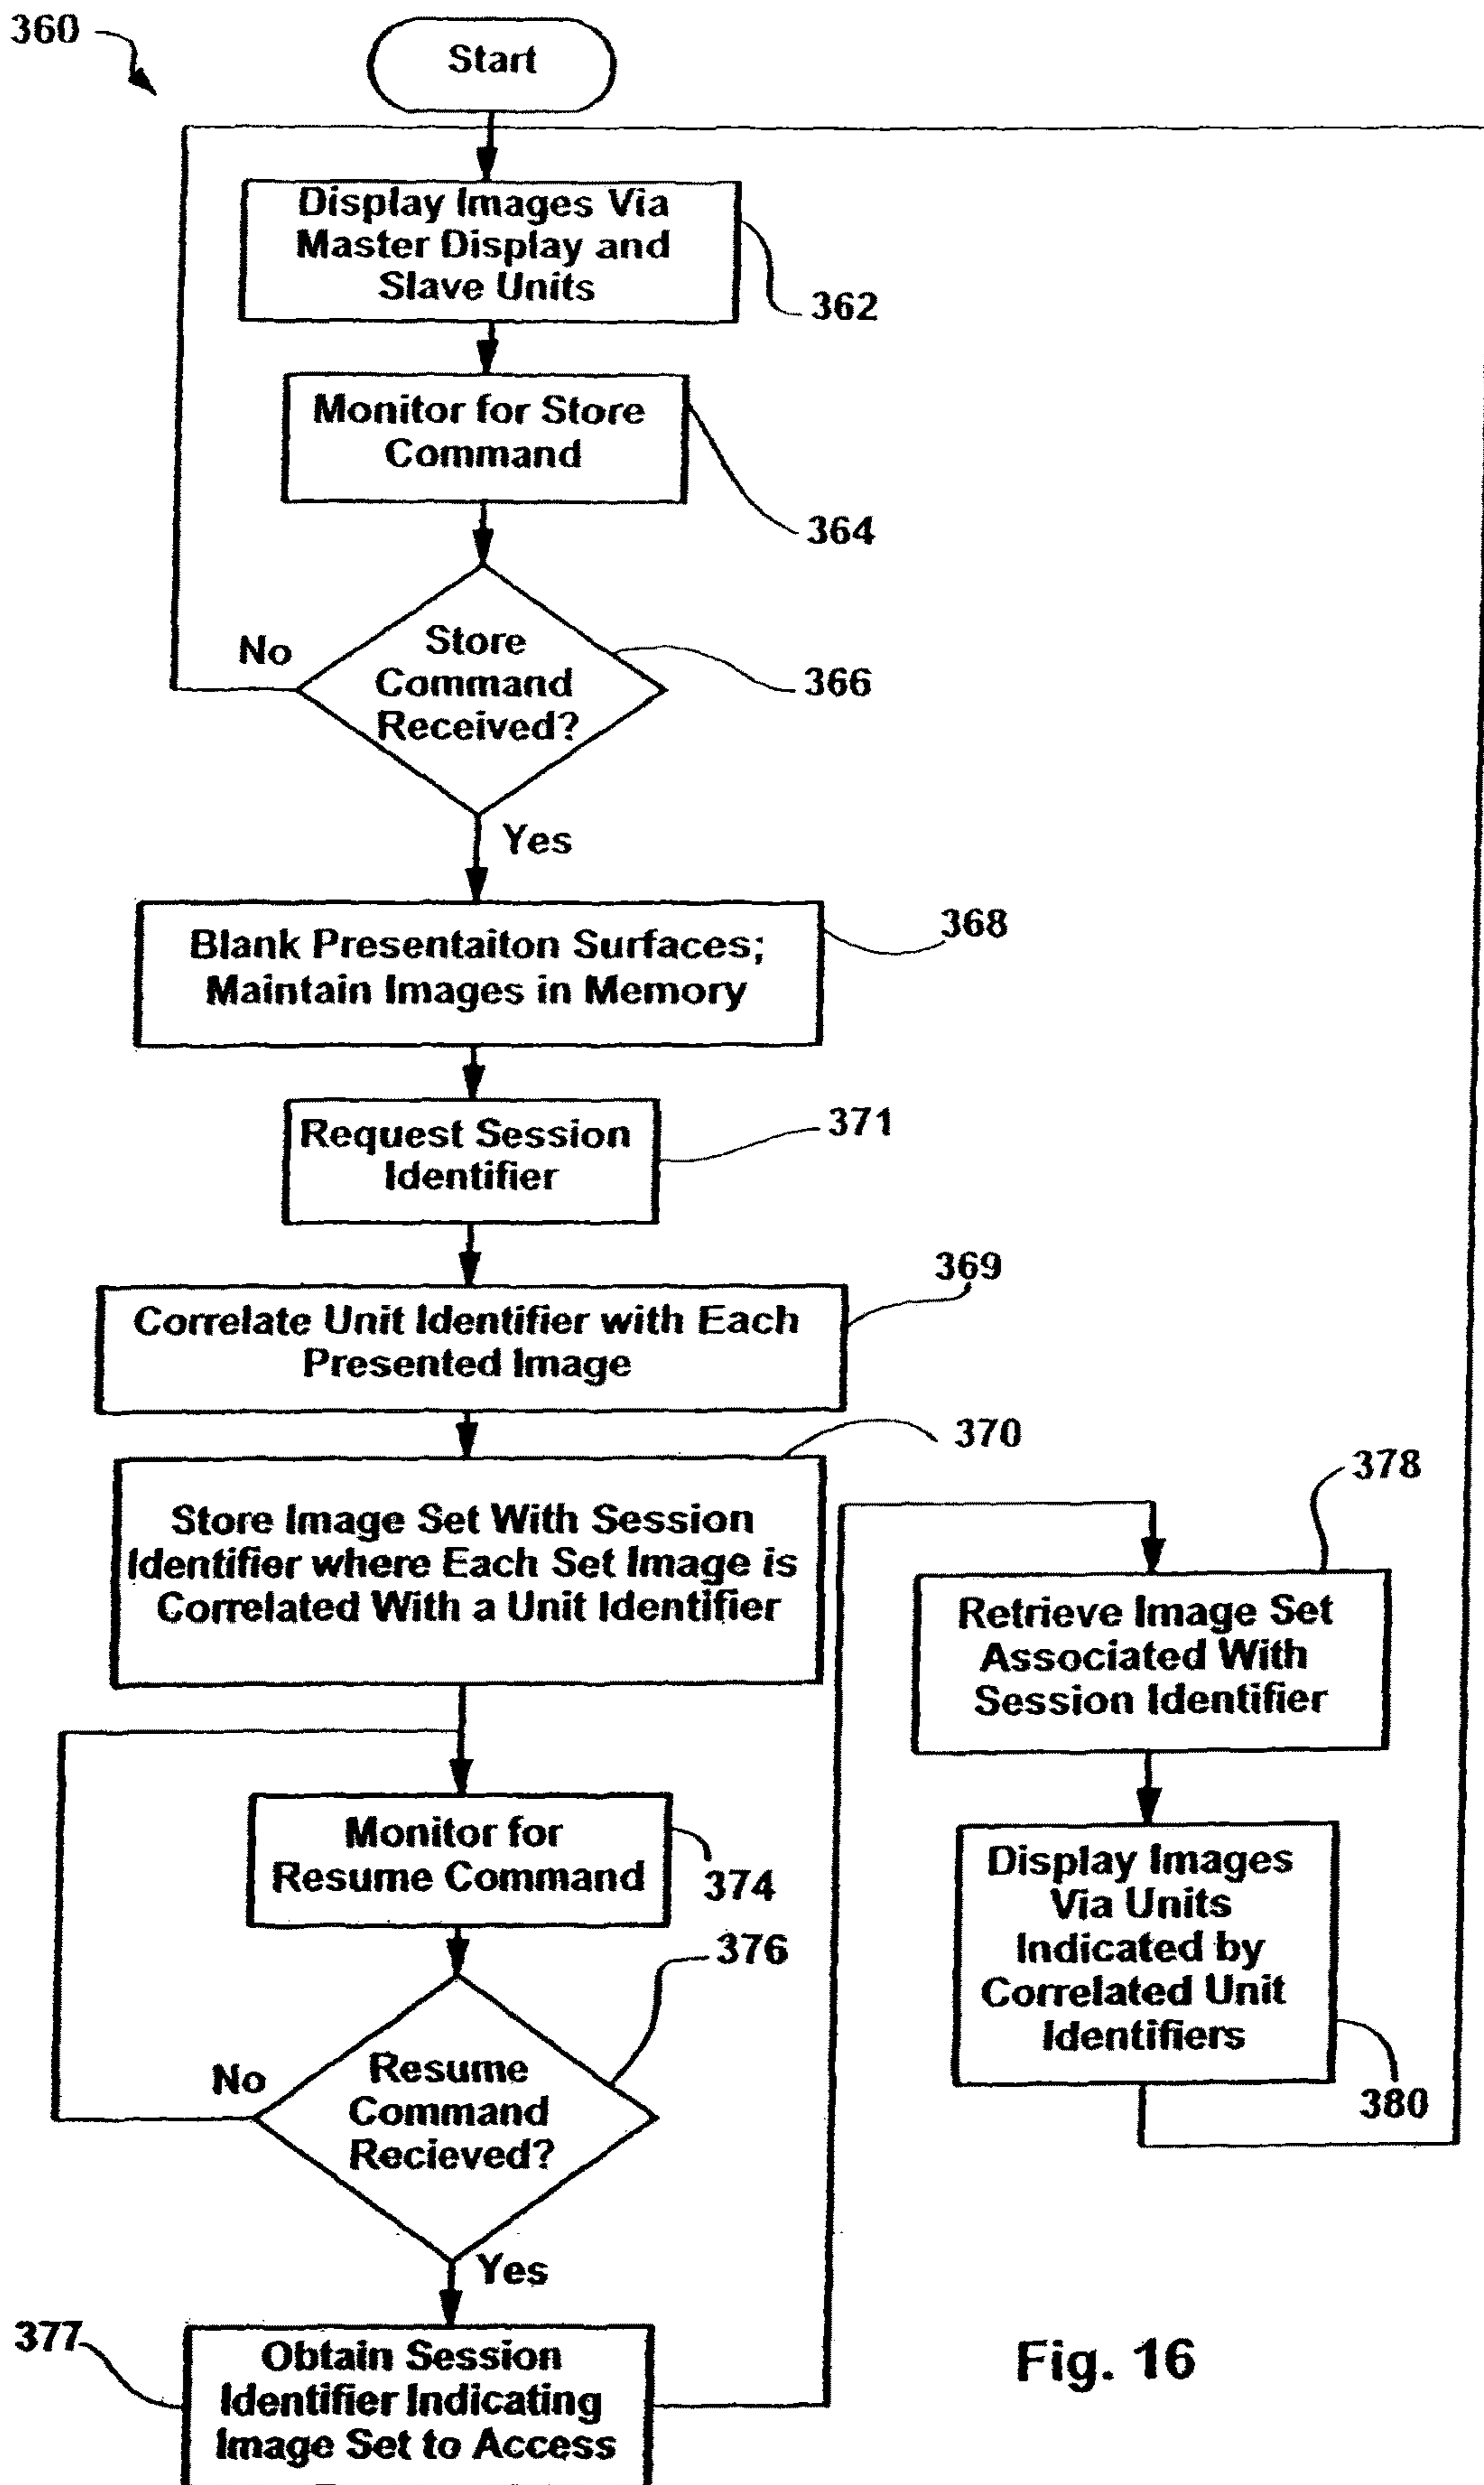 360
Start
Display Images Via
Master Display and
Slave Units
362
Monitor for Store
Command
364
No
Store
Command
Received?
366
Yes
Blank Presentaiton Surfaces;
Maintain Images in Memory
368
Request Session
Identifier
371
Correlate Unit Identifier with Each
Presented Image
369
Store Image Set With Session
Identifier where Each Set Image is
Correlated With a Unit Identifier
370
Monitor for
Resume Command
374
No
Resume
Command
Recieved?
376
Yes
Obtain Session
Identifier Indicating
Image Set to Access
377
Retrieve Image Set
Associated With
Session Identifier
378
Display Images
Via Units
Indicated by
Correlated Unit
Identifiers
380
Fig. 16